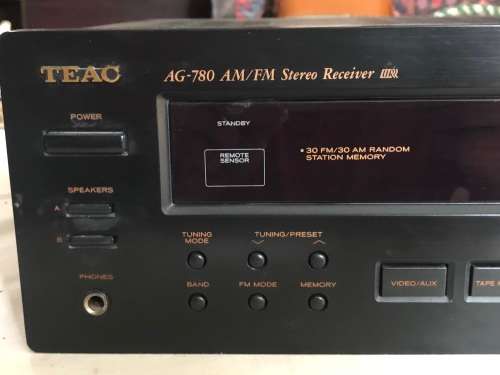 TEAC
AG-780 AM/FM Stereo Receiver
POWER
STANDBY
REMOTE
SENSOR
• 30 FM/30 AM RANDOM
STATION MEMORY
SPEAKERS
A
B
TUNING
MODE
TUNING/PRESET
PHONES
BAND
FM MODE
MEMORY
VIDEO/AUX
TAPE